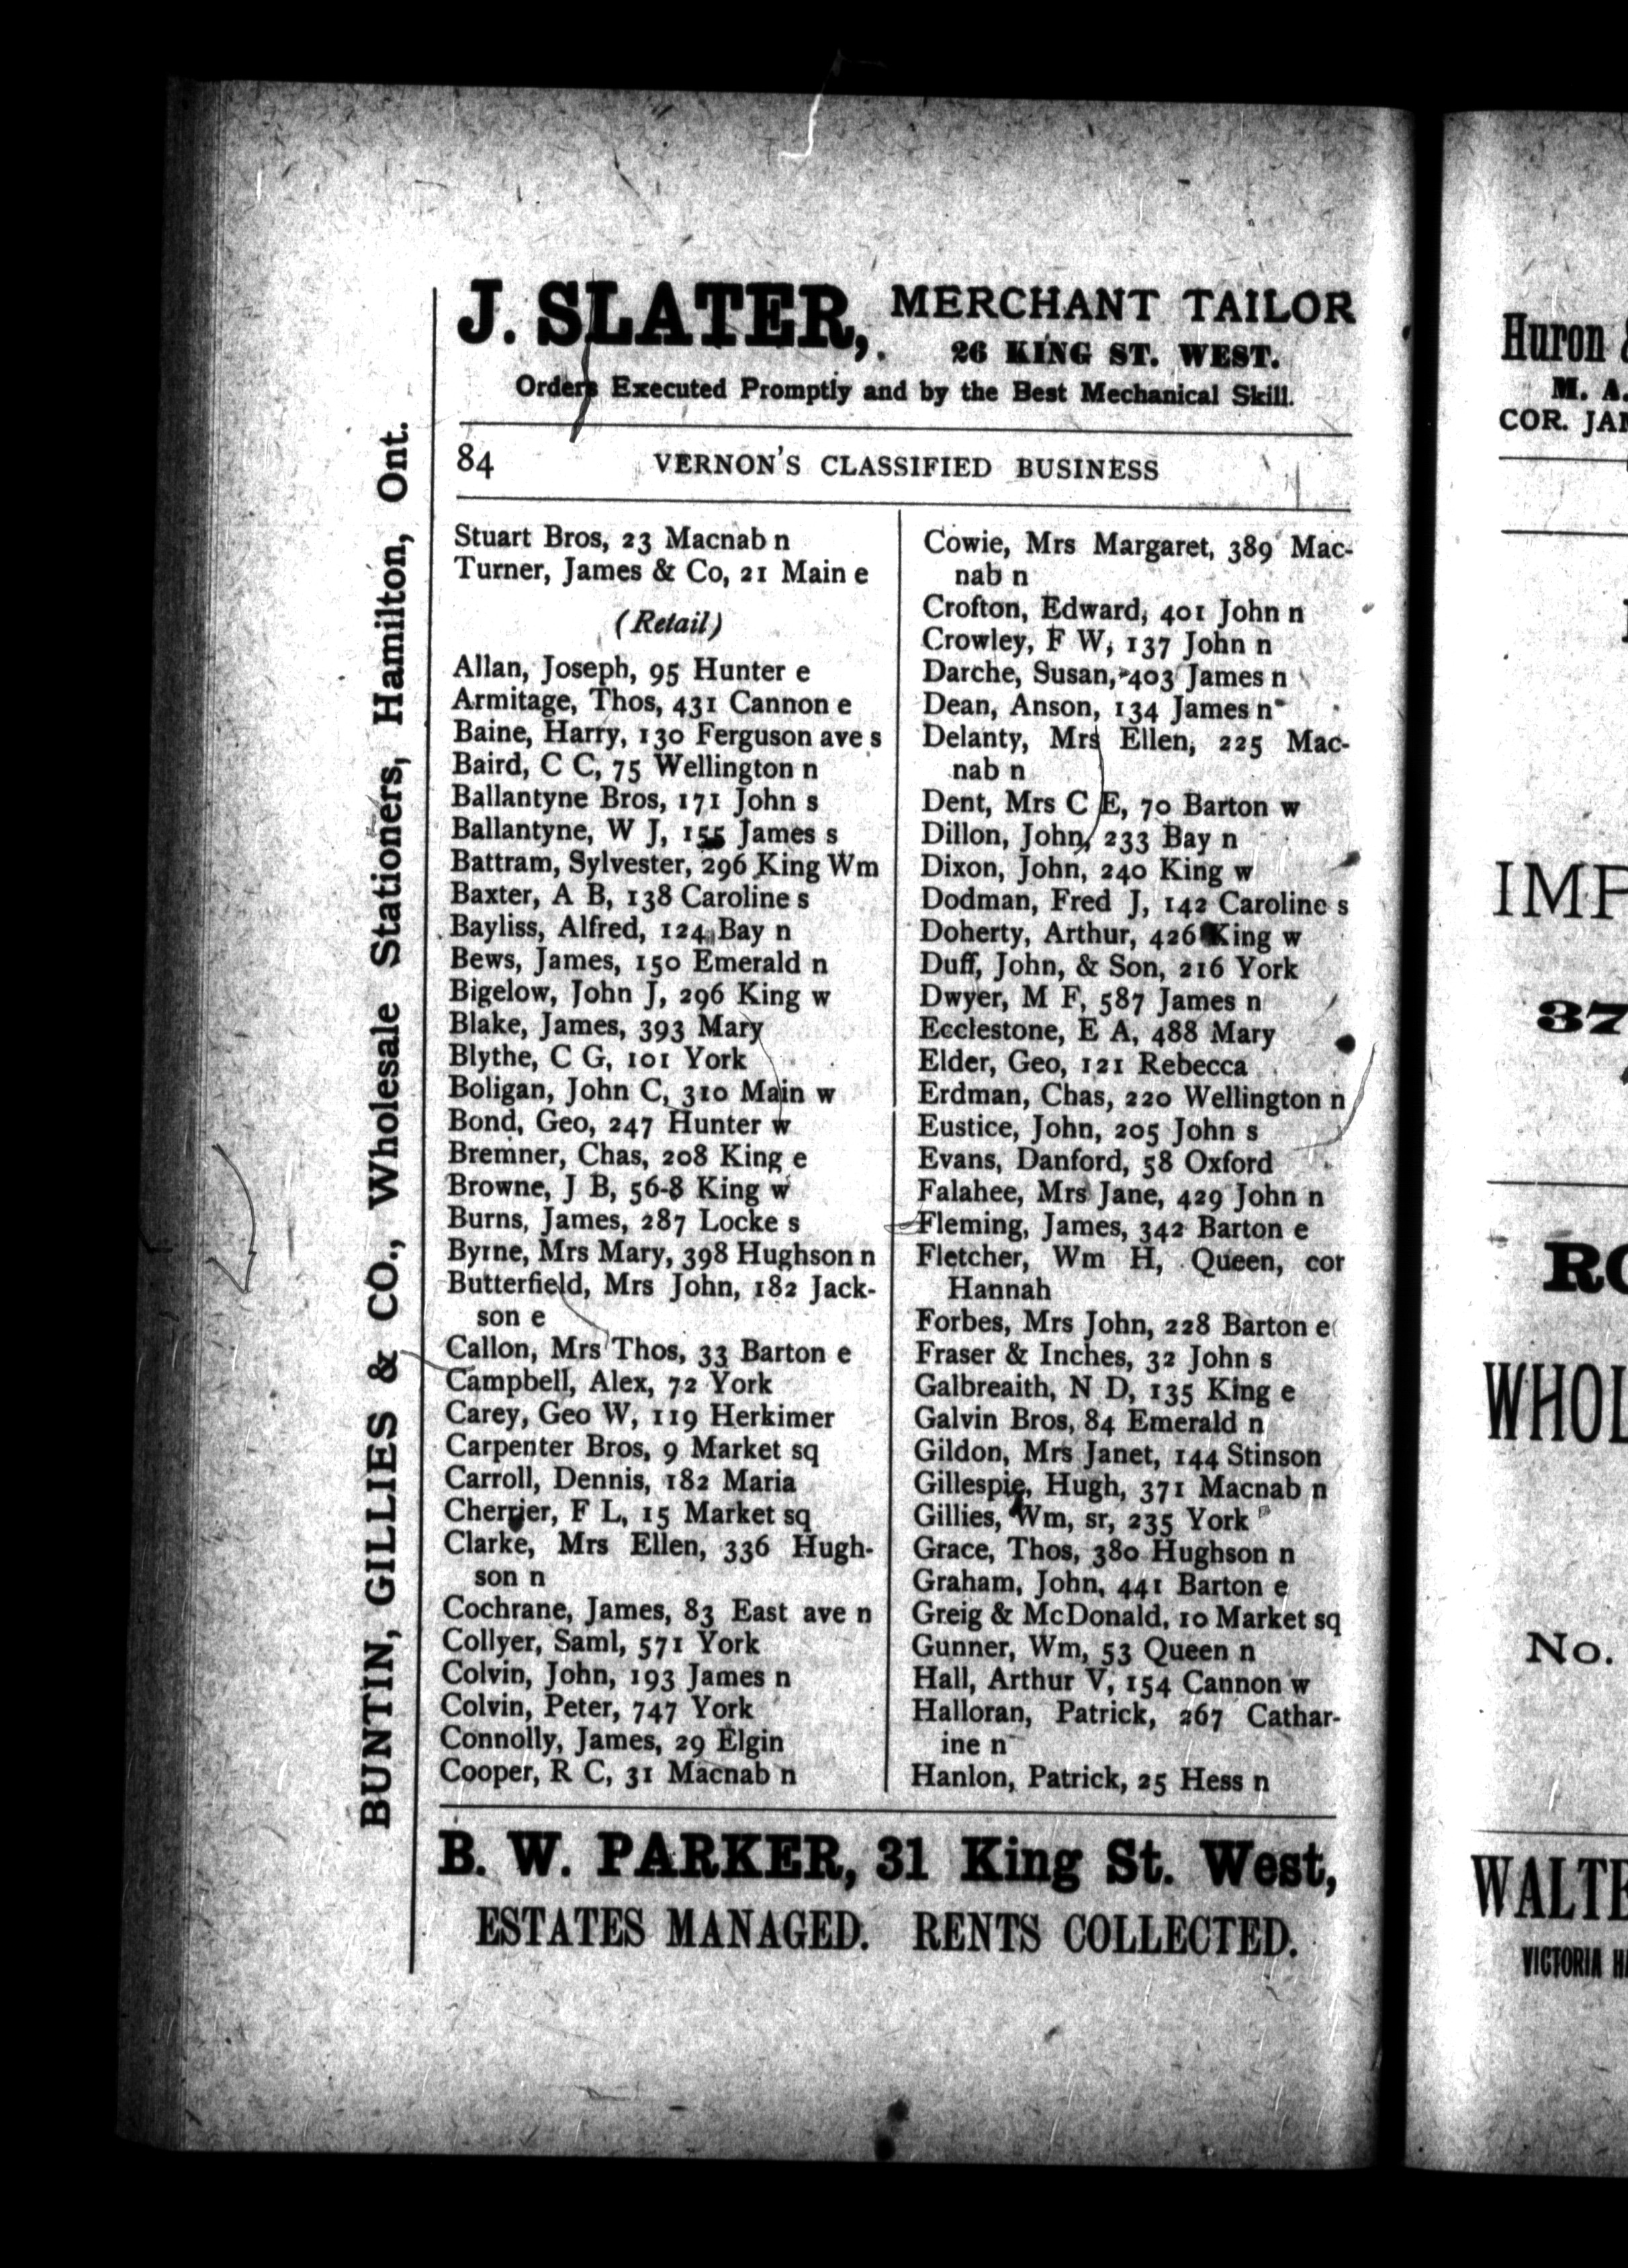 J. SLATER, MERCHANT TAILOR
26 KING ST. WEST.
Orders Executed Promptly and by the Best Mechanical Skill.
84 VERNON'S CLASSIFIED BUSINESS
BUNTIN, GILLIES & CO., Wholesale Stationers, Hamilton, Ont.
Stuart Bros, 23 Macnab n
Turner, James & Co, 21 Main e
(Retail)
Allan, Joseph, 95 Hunter e
Armitage, Thos, 431 Cannon e
Baine, Harry, 130 Ferguson ave s
Baird, C C, 75 Wellington n
Ballantyne Bros, 171 John s
Ballantyne, W J, 155 James s
Battram, Sylvester, 296 King Wm
Baxter, A B, 138 Caroline s
Bayliss, Alfred, 124 Bay n
Bews, James, 150 Emerald n
Bigelow, John J, 296 King w
Blake, James, 393 Mary
Blythe, C G, 101 York
Boligan, John C, 310 Main w
Bond, Geo, 247 Hunter w
Bremner, Chas, 208 King e
Browne, J B, 56-8 King w
Burns, James, 287 Locke s
Byrne, Mrs Mary, 398 Hughson n
Butterfield, Mrs John, 182 Jack-
son e
Callon, Mrs Thos, 33 Barton e
Campbell, Alex, 72 York
Carey, Geo W, 119 Herkimer
Carpenter Bros, 9 Market sq
Carroll, Dennis, 182 Maria
Cherrier, F L, 15 Market sq
Clarke, Mrs Ellen, 336 Hugh-
son n
Cochrane, James, 83 East ave n
Collyer, Saml, 571 York
Colvin, John, 193 James n
Colvin, Peter, 747 York
Connolly, James, 29 Elgin
Cooper, R C, 31 Macnab n
Cowie, Mrs Margaret, 389 Mac-
nab n
Crofton, Edward, 401 John n
Crowley, F W, 137 John n
Darche, Susan, 403 James n
Dean, Anson, 134 James n
Delanty, Mrs Ellen, 225 Mac-
nab n
Dent, Mrs C E, 70 Barton w
Dillon, John, 233 Bay n
Dixon, John, 240 King w
Dodman, Fred J, 142 Caroline s
Doherty, Arthur, 426 King w
Duff, John, & Son, 216 York
Dwyer, M F, 587 James n
Ecclestone, E A, 488 Mary
Elder, Geo, 121 Rebecca
Erdman, Chas, 220 Wellington n
Eustice, John, 205 John s
Evans, Danford, 58 Oxford
Falahee, Mrs Jane, 429 John n
Fleming, James, 342 Barton e
Fletcher, Wm H, Queen, cor
Hannah
Forbes, Mrs John, 228 Barton e
Fraser & Inches, 32 John s
Galbreaith, N D, 135 King e
Galvin Bros, 84 Emerald n
Gildon, Mrs Janet, 144 Stinson
Gillespie, Hugh, 371 Macnab n
Gillies, Wm, sr, 235 York
Grace, Thos, 380 Hughson n
Graham, John, 441 Barton e
Greig & McDonald, 10 Market sq
Gunner, Wm, 53 Queen n
Hall, Arthur V, 154 Cannon w
Halloran, Patrick, 267 Cathar-
ine n
Hanlon, Patrick, 25 Hess n
B. W. PARKER, 31 King St. West,
ESTATES MANAGED. RENTS COLLECTED.
Huron
M. A.
COR.
37
No.